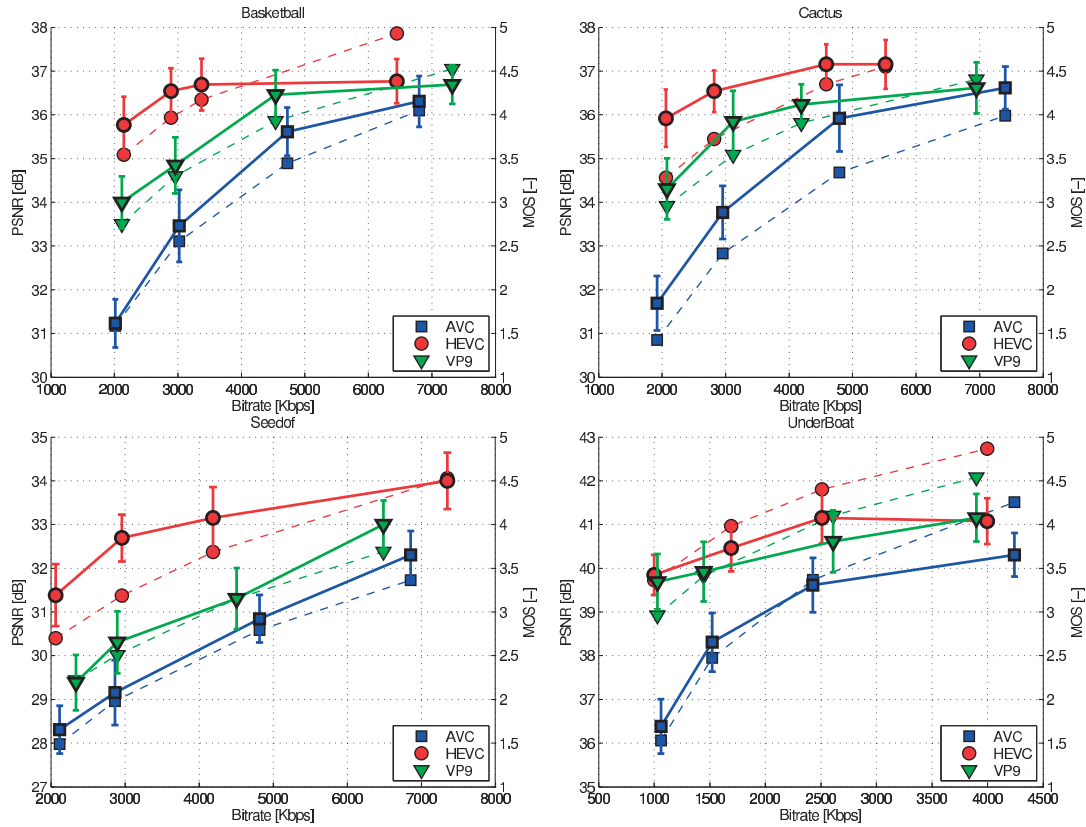 Basketball
38
37
36
35
34
33
32
31
30
PSNR [dB]
5
4.5
4
3.5
3
2.5
2
1.5
1
MOS [–]
AVC
HEVC
VP9
1000 2000 3000 4000 5000 6000 7000 8000
Bitrate [Kbps]
Cactus
38
37
36
35
34
33
32
31
30
PSNR [dB]
5
4.5
4
3.5
3
2.5
2
1.5
1
MOS [–]
AVC
HEVC
VP9
1000 2000 3000 4000 5000 6000 7000 8000
Bitrate [Kbps]
Seedof
35
34
33
32
31
30
29
28
27
PSNR [dB]
5
4.5
4
3.5
3
2.5
2
1.5
1
MOS [–]
AVC
HEVC
VP9
2000 3000 4000 5000 6000 7000 8000
Bitrate [Kbps]
UnderBoat
43
42
41
40
39
38
37
36
35
PSNR [dB]
5
4.5
4
3.5
3
2.5
2
1.5
1
MOS [–]
AVC
HEVC
VP9
500 1000 1500 2000 2500 3000 3500 4000 4500
Bitrate [Kbps]